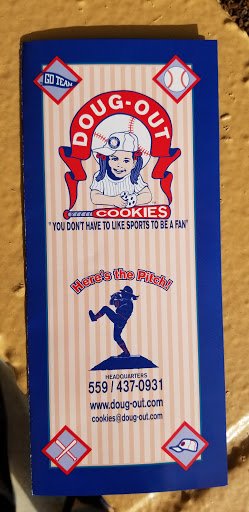 GO TEAM
DOUG-OUT
COOKIES
"YOU DON'T HAVE TO LIKE SPORTS TO BE A FAN"
Here's the Pitch!
HEADQUARTERS
559 / 437-0931
www.doug-out.com
cookies@doug-out.com